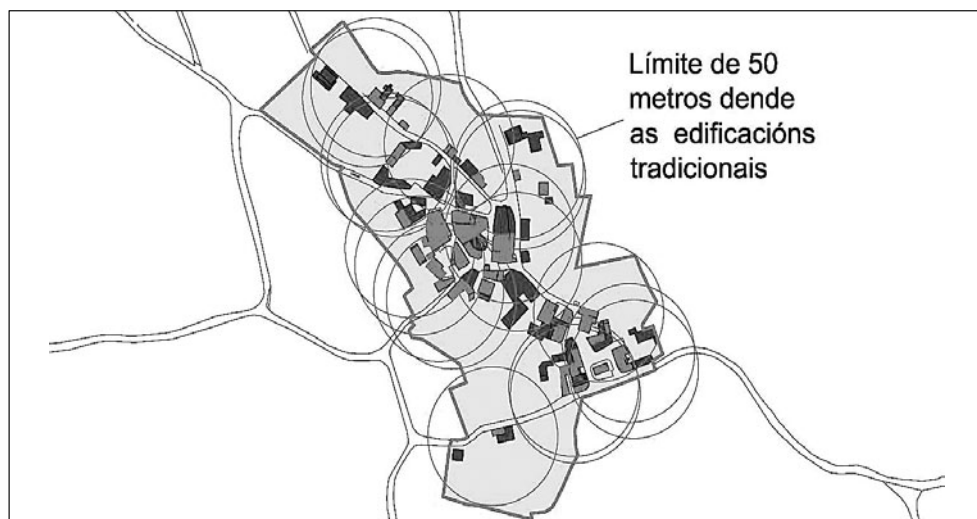 Límite de 50
metros dende
as edificacións
tradicionais